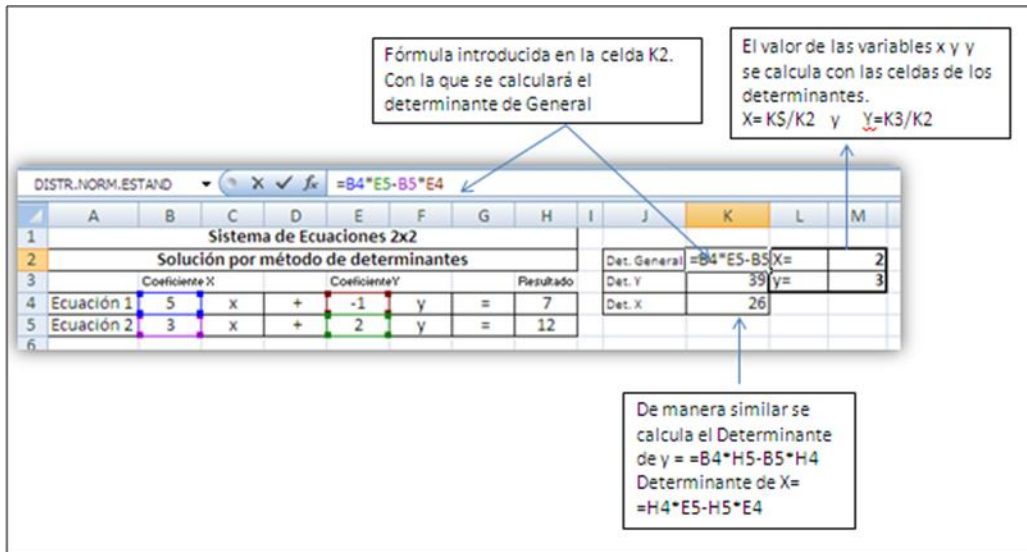 Fórmula introducida en la celda K2.
Con la que se calculará el
determinante de General
El valor de las variables x y y
se calcula con las celdas de los
determinantes.
X= K5/K2 y Y=K3/K2
DISTR.NORM.ESTAND fx =B4*E5-B5*E4
A B C D E F G H I J K L M
1 Sistema de Ecuaciones 2x2
2 Solución por método de determinantes Det. General =B4*E5-B5 X= 2
3 Coeficiente X Coeficiente Y Resultado Det. Y 39 y= 3
4 Ecuación 1 5 x + -1 y = 7 Det. X 26
5 Ecuación 2 3 x + 2 y = 12
6
De manera similar se
calcula el Determinante
de y = =B4*H5-B5*H4
Determinante de X=
=H4*E5-H5*E4